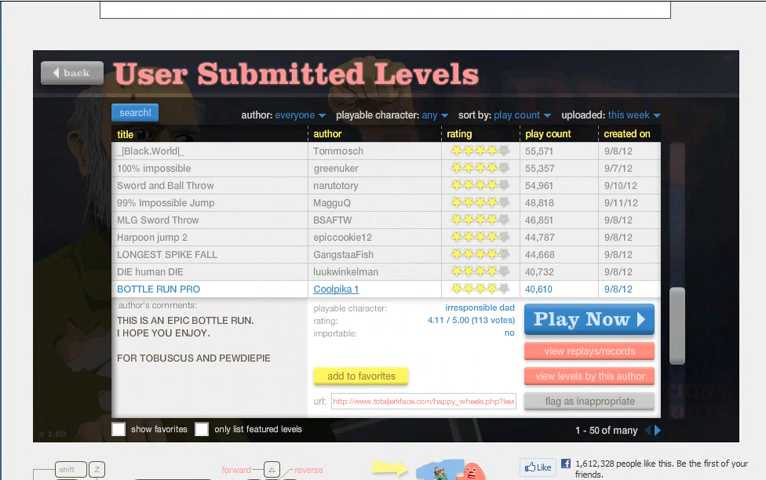 back
User Submitted Levels
search!
author: everyone playable character: any sort by: play count uploaded: this week
title author rating play count created on
_|Black.World|_ Tommosch 55,571 9/8/12
100% impossible greenuker 55,357 9/7/12
Sword and Ball Throw narutotory 54,961 9/10/12
99% Impossible Jump MagguQ 48,818 9/11/12
MLG Sword Throw BSAFTW 46,851 9/8/12
Harpoon jump 2 epiccookie12 44,787 9/8/12
LONGEST SPIKE FALL GangstaaFish 44,668 9/8/12
DIE human DIE luukwinkelman 40,732 9/8/12
BOTTLE RUN PRO Coolpika 1 40,610 9/8/12
author's comments:
THIS IS AN EPIC BOTTLE RUN.
I HOPE YOU ENJOY.
FOR TOBUSCUS AND PEWDIEPIE
playable character: irresponsible dad
rating: 4.11 / 5.00 (113 votes)
importable: no
add to favorites
url: http://www.totaljerkface.com/happy_wheels.php?lev
Play Now
view replays/records
view levels by this author
flag as inappropriate
show favorites only list featured levels
1 - 50 of many
shift Z
forward reverse
Like 1,612,328 people like this. Be the first of your
friends.